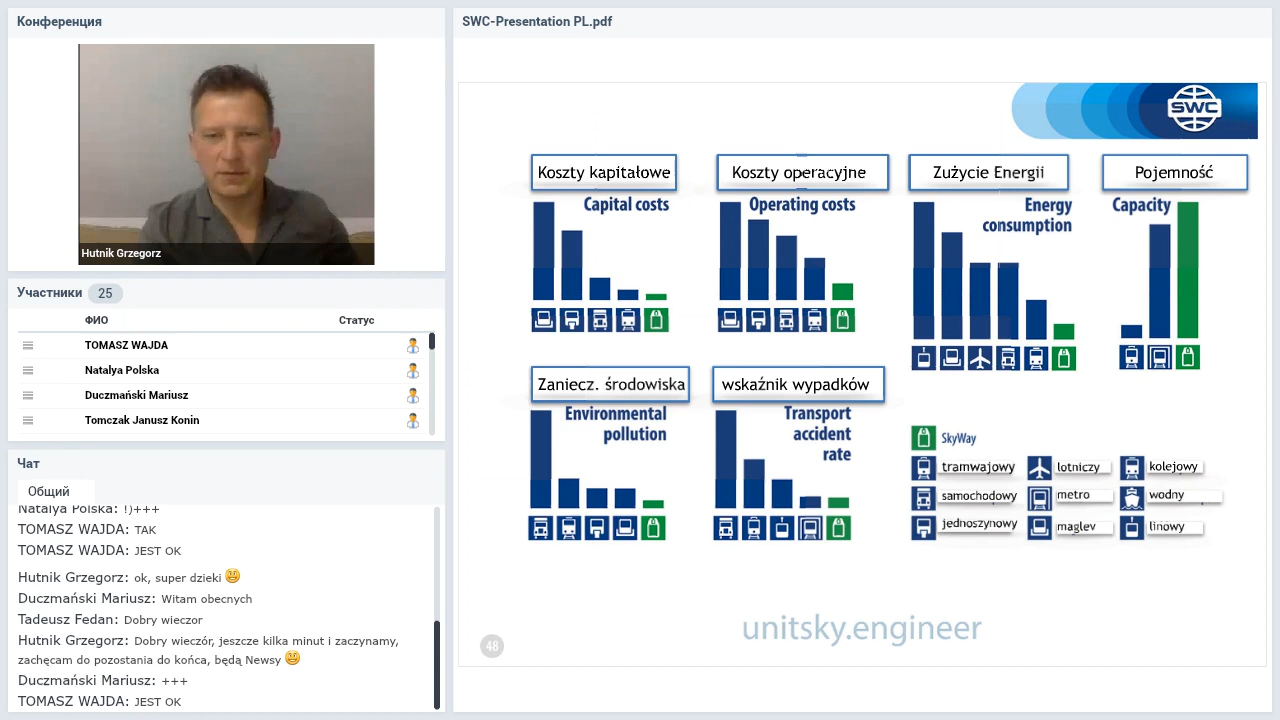 Конференция
Hutnik Grzegorz
Участники 25
ФИО Статус
TOMASZ WAJDA
Natalya Polska
Duczmański Mariusz
Tomczak Janusz Konin
Чат
Общий
Natalya Polska: !)+++
TOMASZ WAJDA: TAK
TOMASZ WAJDA: JEST OK
Hutnik Grzegorz: ok, super dzieki
Duczmański Mariusz: Witam obecnych
Tadeusz Fedan: Dobry wieczor
Hutnik Grzegorz: Dobry wieczór, jeszcze kilka minut i zaczynamy,
zachęcam do pozostania do końca, będą Newsy
Duczmański Mariusz: +++
TOMASZ WAJDA: JEST OK
SWC-Presentation PL.pdf
SWC
Koszty kapitałowe
Capital costs
Koszty operacyjne
Operating costs
Zużycie Energii
Energy
consumption
Pojemność
Capacity
Zaniecz. środowiska
Environmental
pollution
wskaźnik wypadków
Transport
accident
rate
SkyWay
tramwajowy lotniczy kolejowy
samochodowy metro wodny
jednoszynowy maglev linowy
unitsky.engineer
48